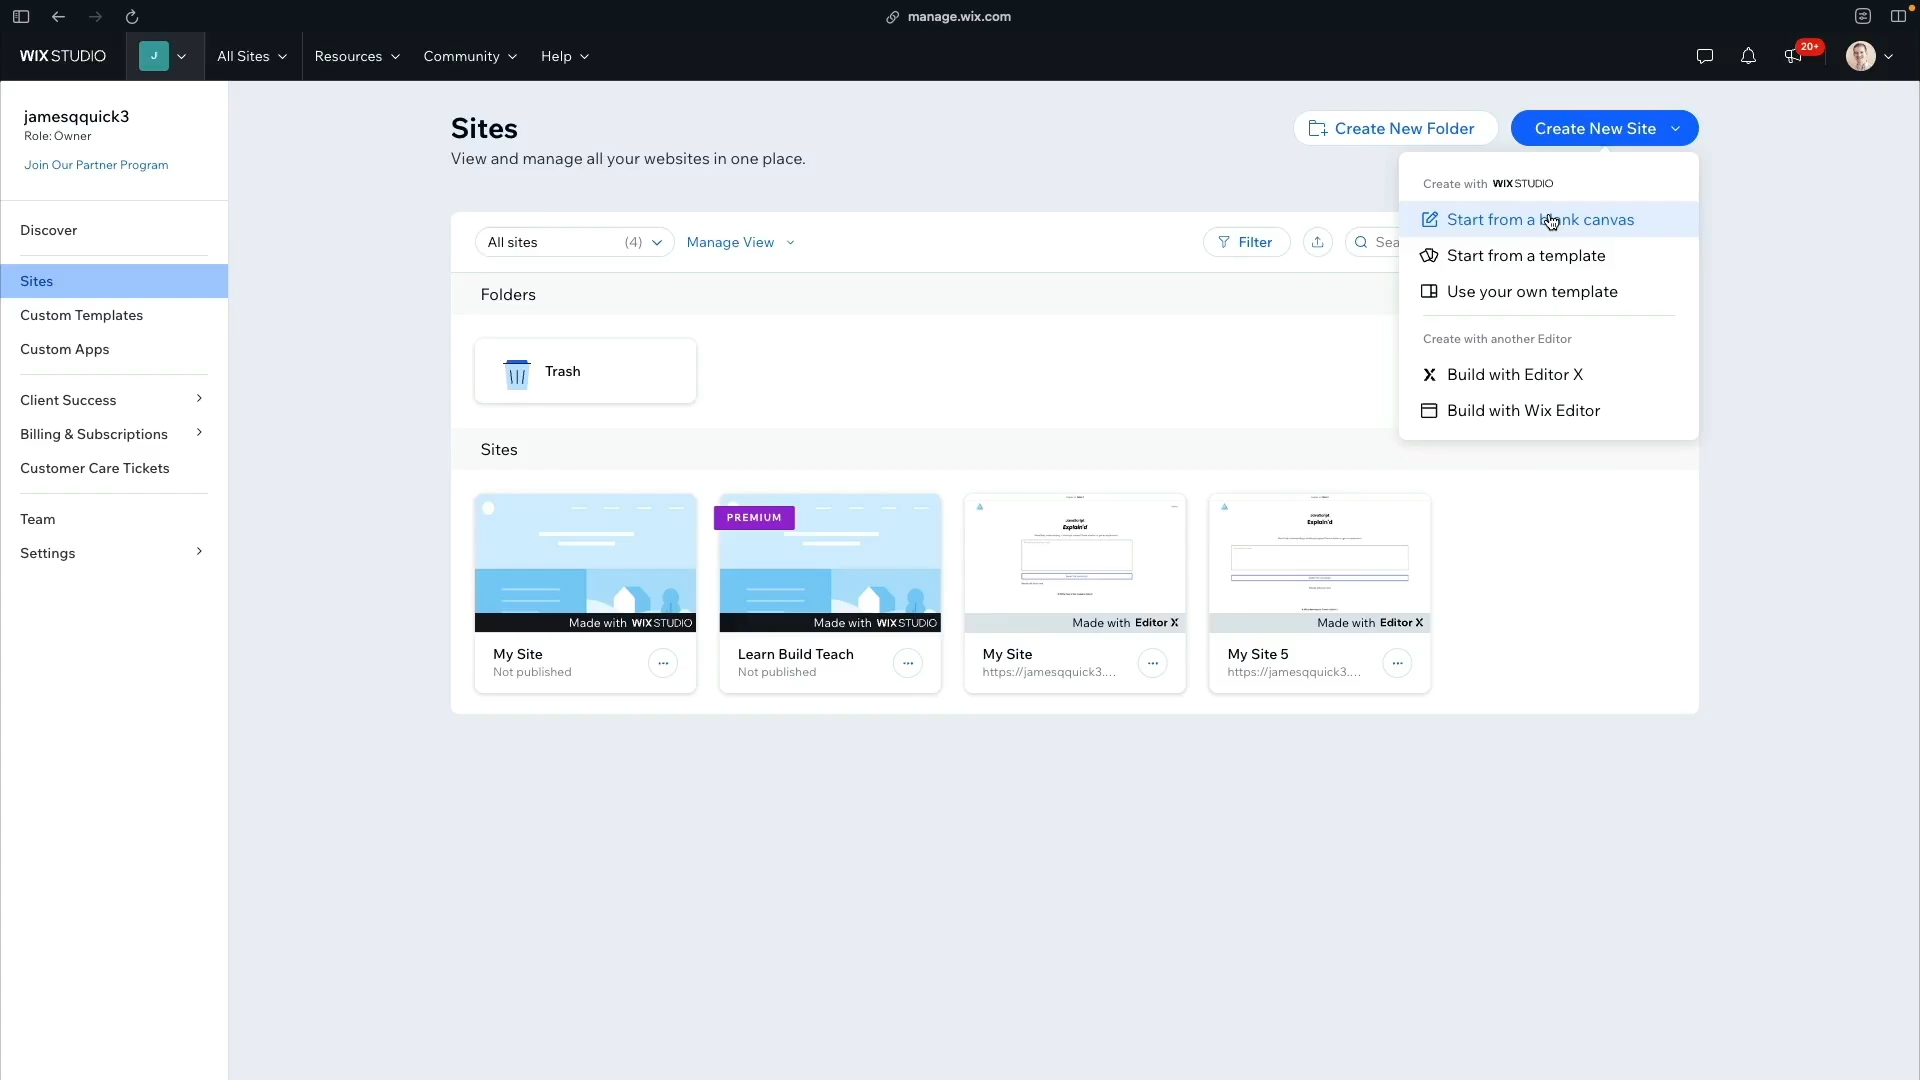 manage.wix.com
WIX STUDIO
J
All Sites
Resources
Community
Help
20+
jamesqquick3
Role: Owner
Join Our Partner Program
Discover
Sites
Custom Templates
Custom Apps
Client Success
Billing & Subscriptions
Customer Care Tickets
Team
Settings
Sites
View and manage all your websites in one place.
Create New Folder
Create New Site
Create with WIX STUDIO
Start from a blank canvas
Start from a template
Use your own template
Create with another Editor
Build with Editor X
Build with Wix Editor
All sites (4)
Manage View
Filter
Sea
Folders
Trash
Sites
Made with WIX STUDIO
My Site
Not published
PREMIUM
Made with WIX STUDIO
Learn Build Teach
Not published
JavaScript
Explain'd
Made with Editor X
My Site
https://jamesqquick3....
JavaScript
Explain'd
Made with Editor X
My Site 5
https://jamesqquick3....